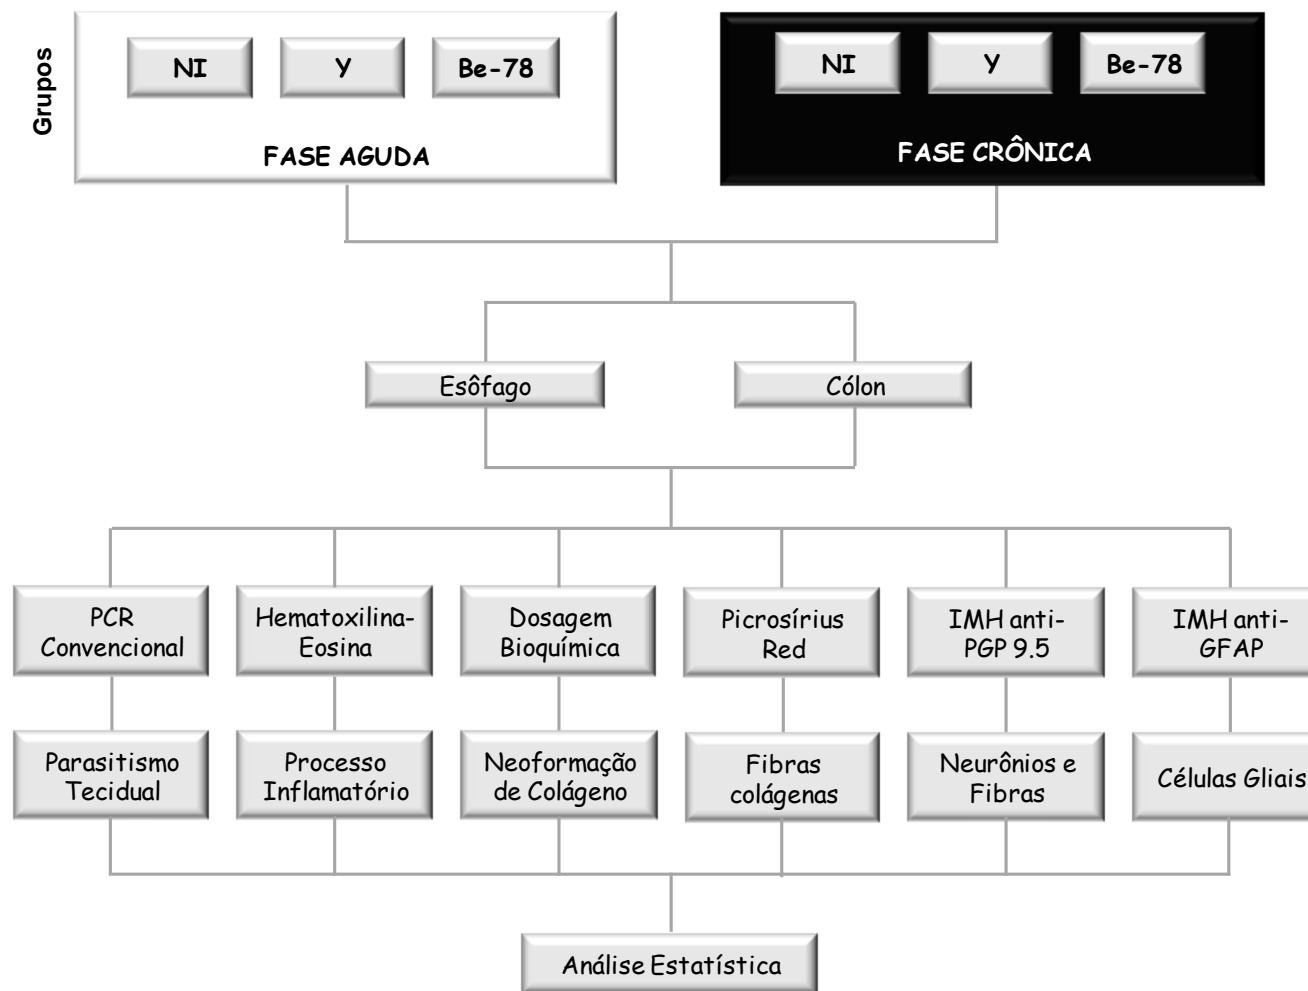 Grupos
NI
Y
Be-78
FASE AGUDA
NI
Y
Be-78
FASE CRÔNICA
Esôfago
Cólon
PCR
Convencional
Hematoxilina-
Eosina
Dosagem
Bioquímica
Picrosírius
Red
IMH anti-
PGP 9.5
IMH anti-
GFAP
Parasitismo
Tecidual
Processo
Inflamatório
Neoformação
de Colágeno
Fibras
colágenas
Neurônios e
Fibras
Células Gliais
Análise Estatística